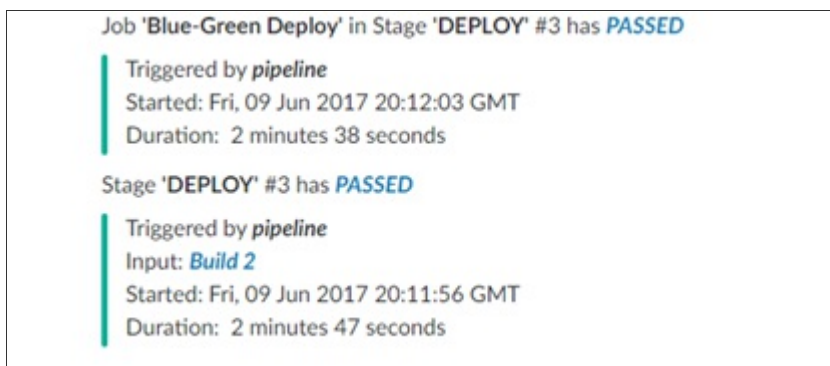 Job 'Blue-Green Deploy' in Stage 'DEPLOY' #3 has PASSED
Triggered by pipeline
Started: Fri, 09 Jun 2017 20:12:03 GMT
Duration: 2 minutes 38 seconds
Stage 'DEPLOY' #3 has PASSED
Triggered by pipeline
Input: Build 2
Started: Fri, 09 Jun 2017 20:11:56 GMT
Duration: 2 minutes 47 seconds